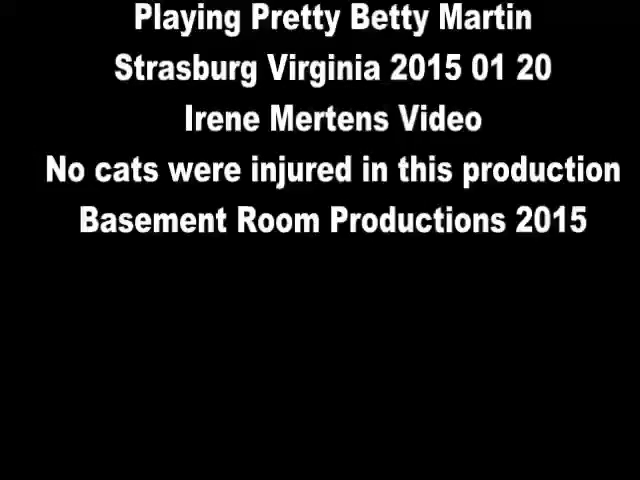 Playing Pretty Betty Martin
Strasburg Virginia 2015 01 20
Irene Mertens Video
No cats were injured in this production
Basement Room Productions 2015